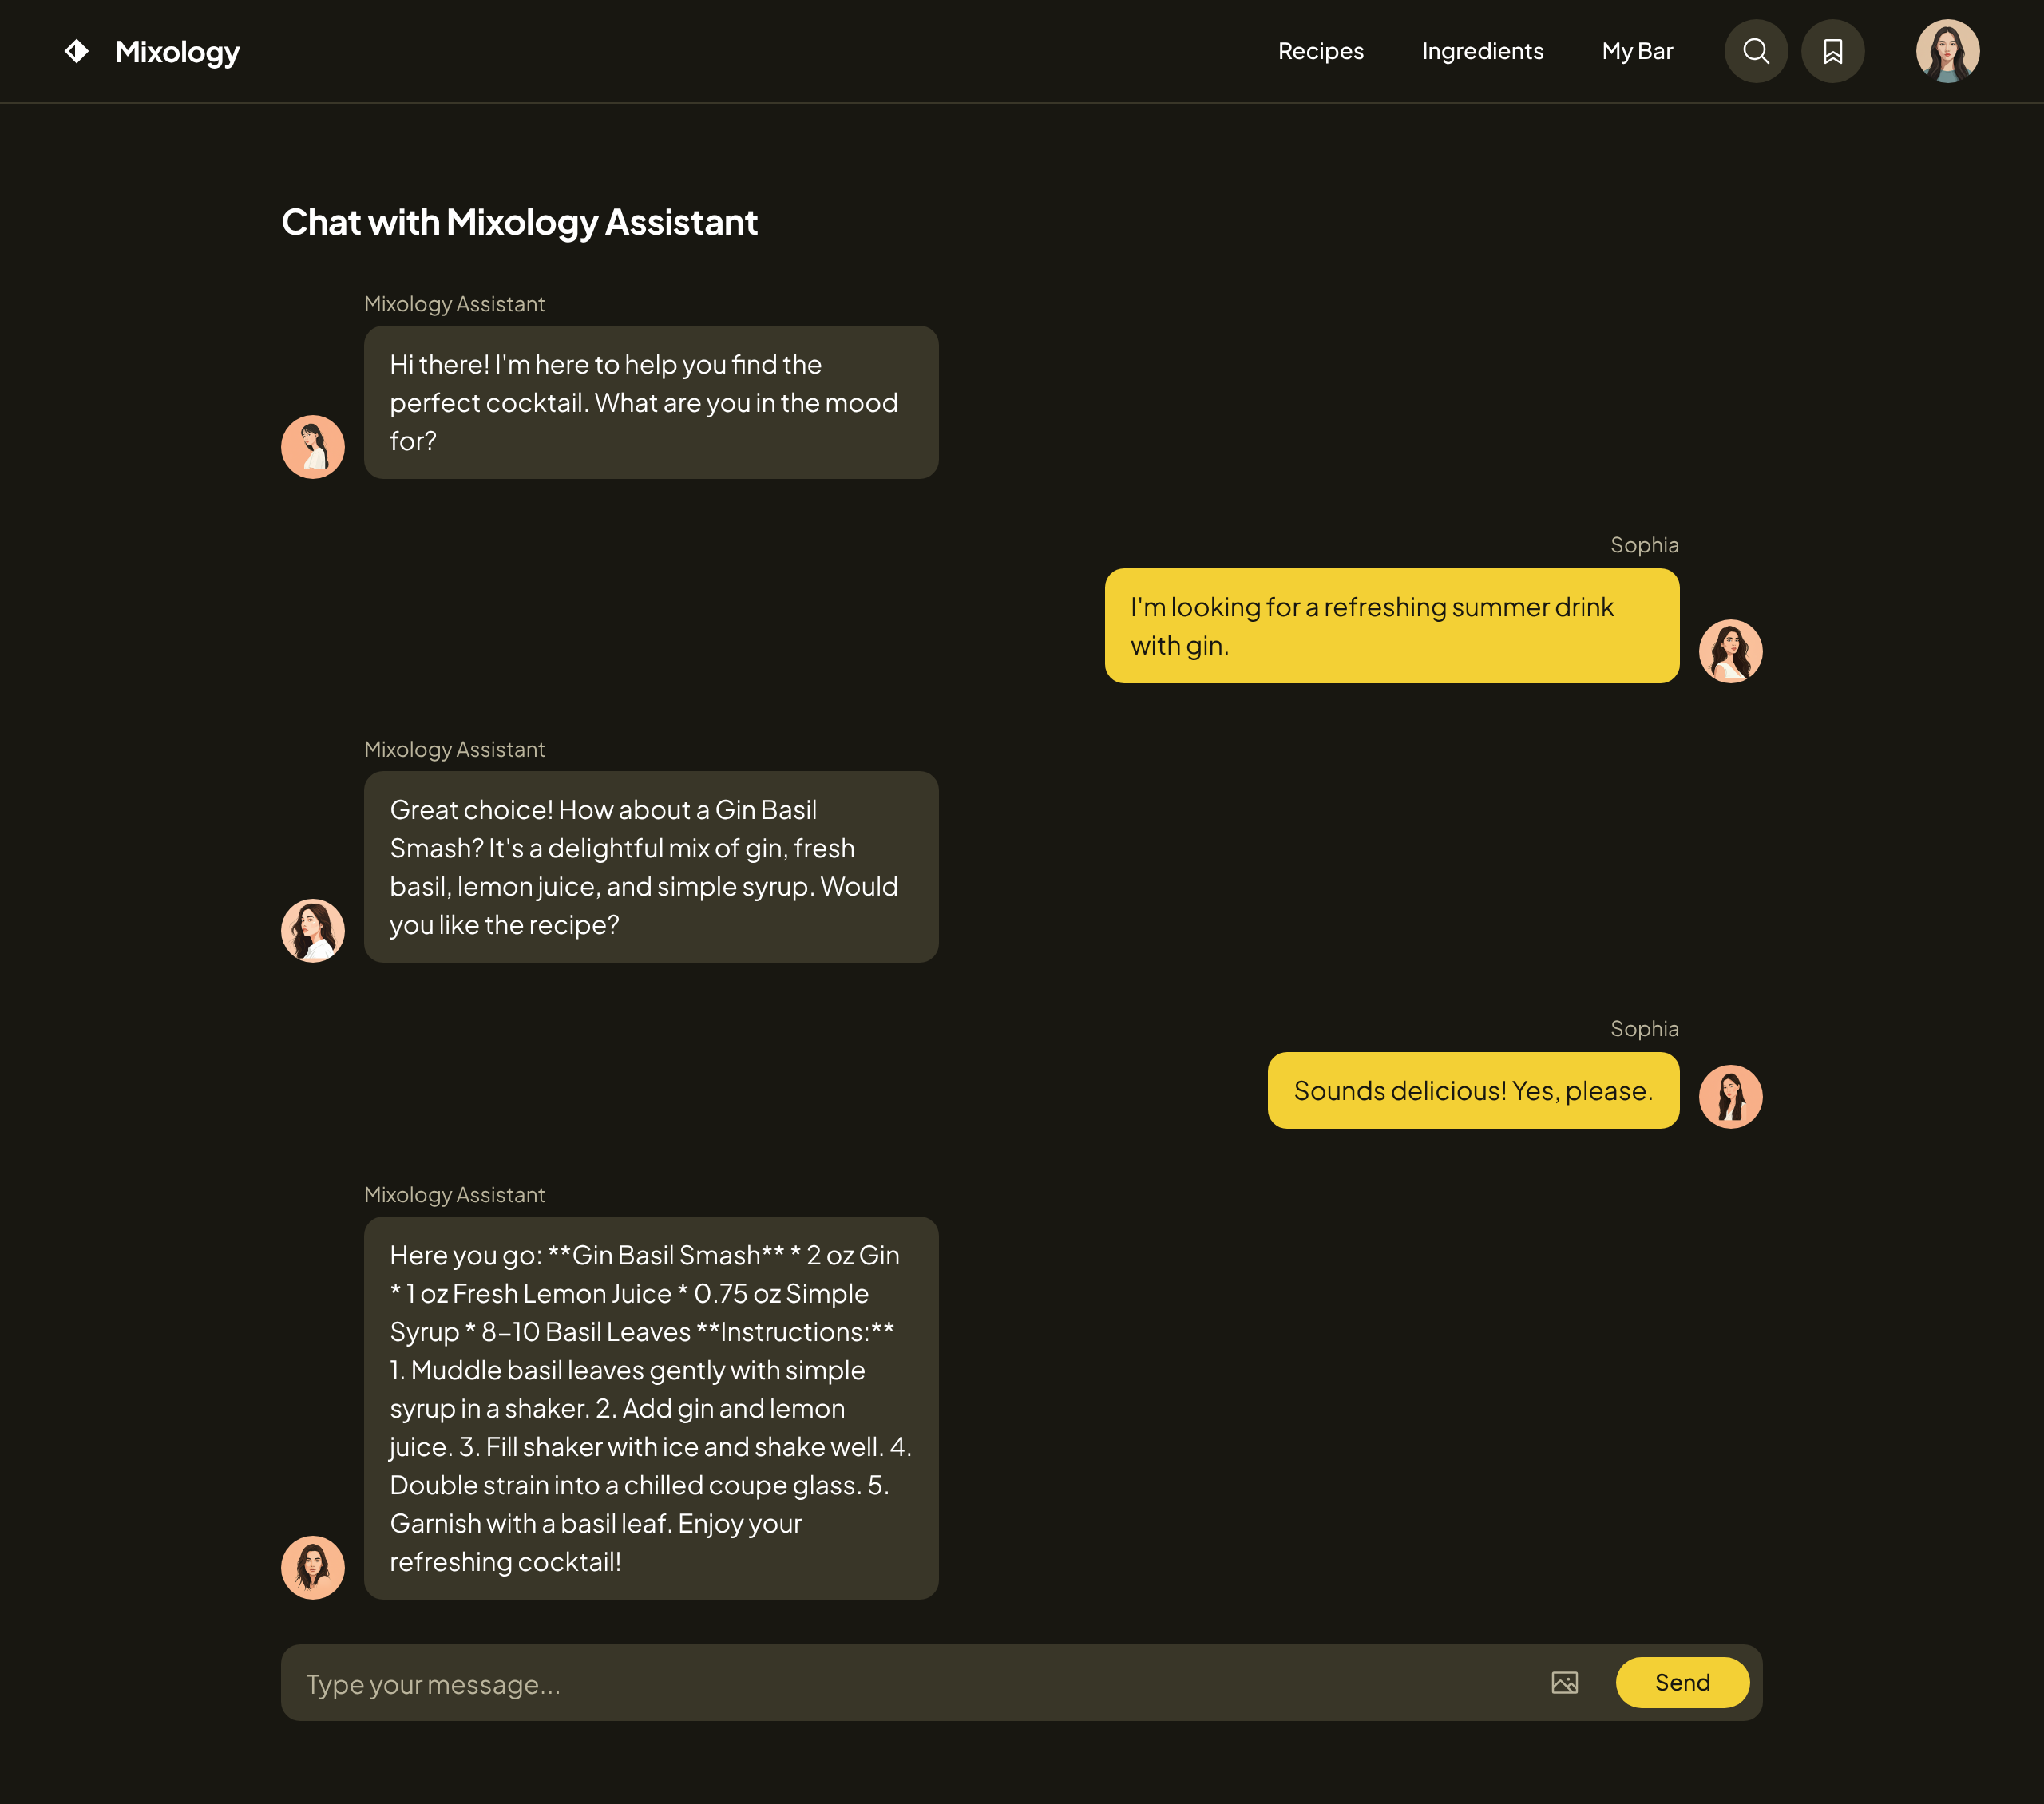 Mixology
Recipes
Ingredients
My Bar
Chat with Mixology Assistant
Mixology Assistant
Hi there! I'm here to help you find the
perfect cocktail. What are you in the mood
for?
Sophia
I'm looking for a refreshing summer drink
with gin.
Mixology Assistant
Great choice! How about a Gin Basil
Smash? It's a delightful mix of gin, fresh
basil, lemon juice, and simple syrup. Would
you like the recipe?
Sophia
Sounds delicious! Yes, please.
Mixology Assistant
Here you go: **Gin Basil Smash** * 2 oz Gin
* 1 oz Fresh Lemon Juice * 0.75 oz Simple
Syrup * 8-10 Basil Leaves **Instructions:**
1. Muddle basil leaves gently with simple
syrup in a shaker. 2. Add gin and lemon
juice. 3. Fill shaker with ice and shake well. 4.
Double strain into a chilled coupe glass. 5.
Garnish with a basil leaf. Enjoy your
refreshing cocktail!
Type your message...
Send